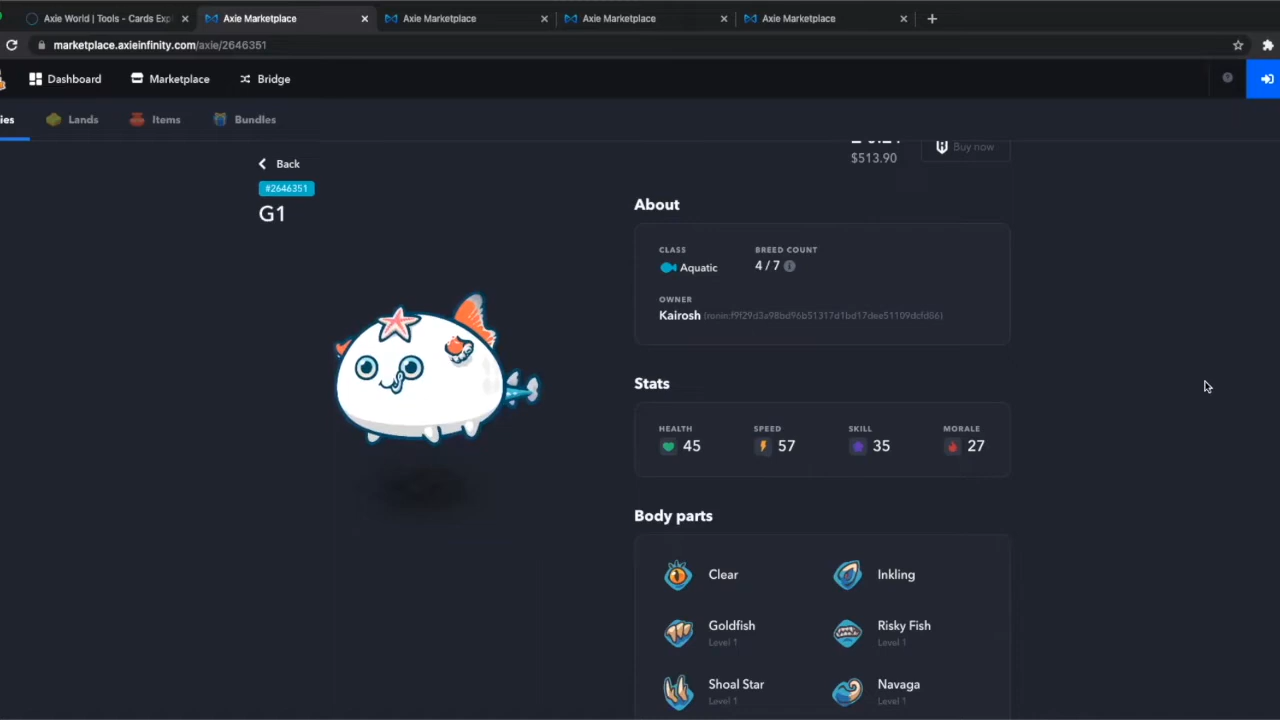 Axie World | Tools - Cards Exp
Axie Marketplace
Axie Marketplace
Axie Marketplace
Axie Marketplace
marketplace.axieinfinity.com/axie/2646351
Dashboard
Marketplace
Bridge
ies
Lands
Items
Bundles
Back
$513.90
Buy now
#2646351
G1
About
CLASS
BREED COUNT
Aquatic
4 / 7
OWNER
Kairosh (ronin:f9f29d3a98bd96b51317d1bd17dee51109dcfd56)
Stats
HEALTH
SPEED
SKILL
MORALE
45
57
35
27
Body parts
Clear
Inkling
Goldfish
Level 1
Risky Fish
Level 1
Shoal Star
Level 1
Navaga
Level 1